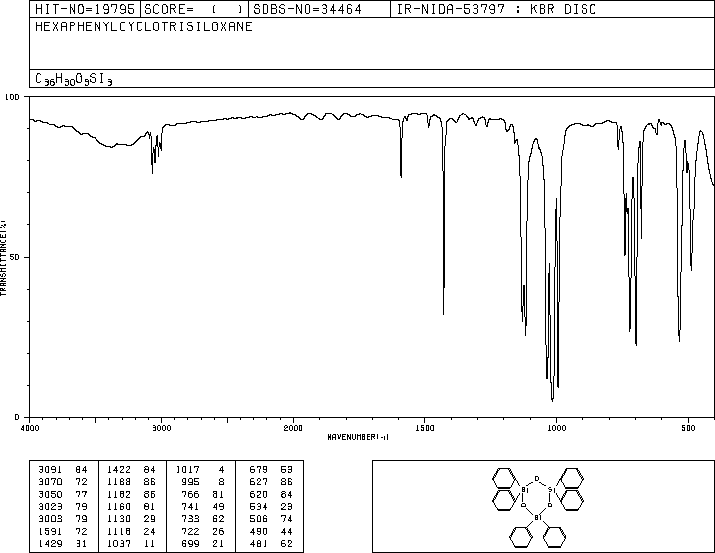 HIT-NO=19795 SCORE= ( ) SDBS-NO=34464 IR-NIDA-53797 : KBR DISC
HEXAPHENYLCYCLOTRISILOXANE
C36H30O3SI3
100
50
0
TRANSMITTANCE(%)
4000 3000 2000 1500 1000 500
WAVENUMBER(-1)
3091 84 1422 84 1017 4 679 53
3070 72 1188 86 995 8 627 86
3050 77 1182 86 766 81 620 84
3023 79 1160 81 741 49 534 23
3003 79 1130 29 733 62 506 74
1591 72 1118 24 722 26 490 44
1429 31 1037 11 699 21 481 62
O
Si Si
O O
Si